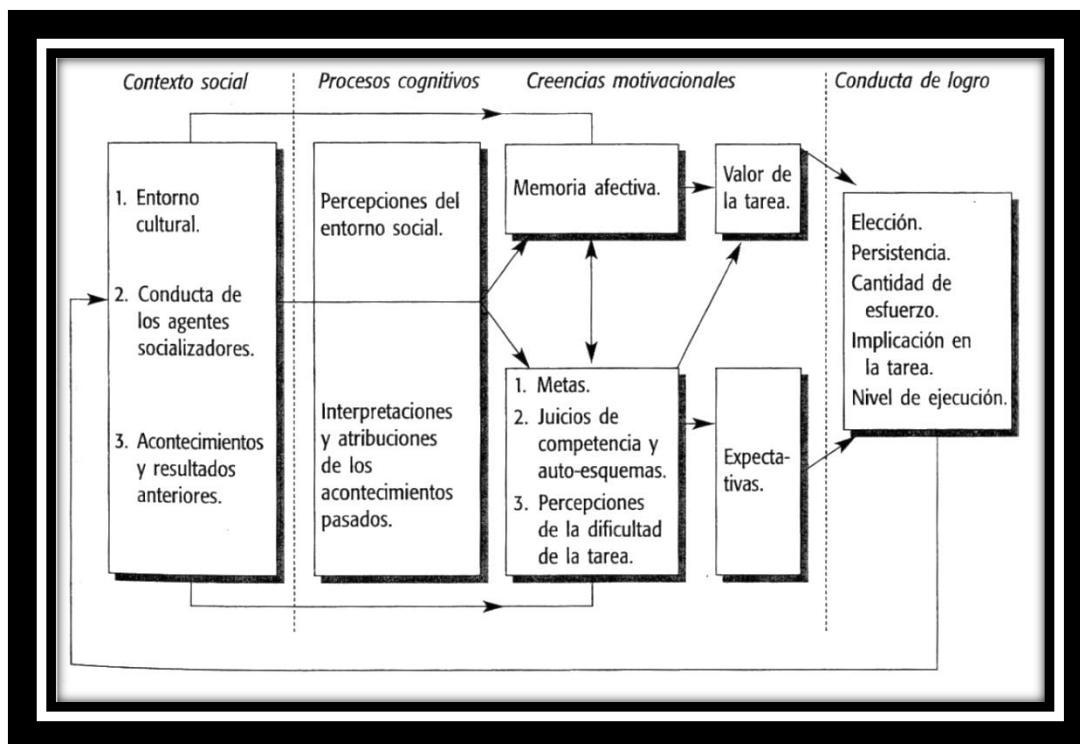 Contexto social
Procesos cognitivos
Creencias motivacionales
Conducta de logro
1. Entorno
cultural.
2. Conducta de
los agentes
socializadores.
3. Acontecimientos
y resultados
anteriores.
Percepciones del
entorno social.
Interpretaciones
y atribuciones
de los
acontecimientos
pasados.
Memoria afectiva.
1. Metas.
2. Juicios de
competencia y
auto-esquemas.
3. Percepciones
de la dificultad
de la tarea.
Valor de
la tarea.
Expecta-
tivas.
Elección.
Persistencia.
Cantidad de
esfuerzo.
Implicación en
la tarea.
Nivel de ejecución.